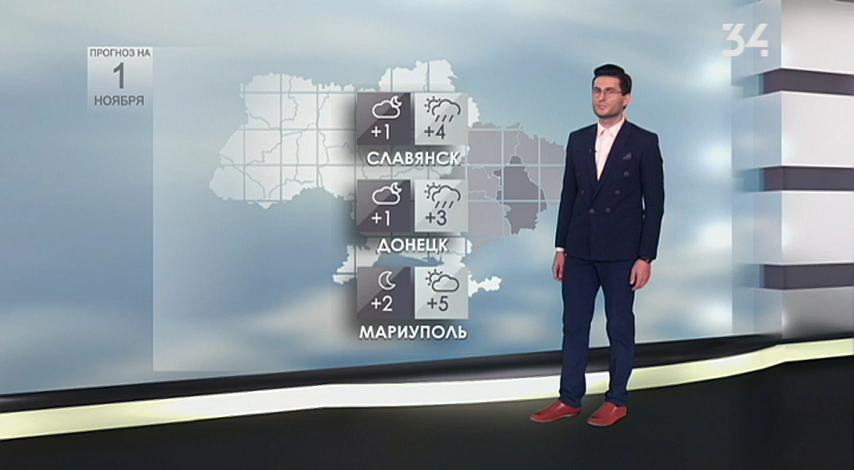 34
ПРОГНОЗ НА
1
НОЯБРЯ
+1 +4
СЛАВЯНСК
+1 +3
ДОНЕЦК
+2 +5
МАРИУПОЛЬ